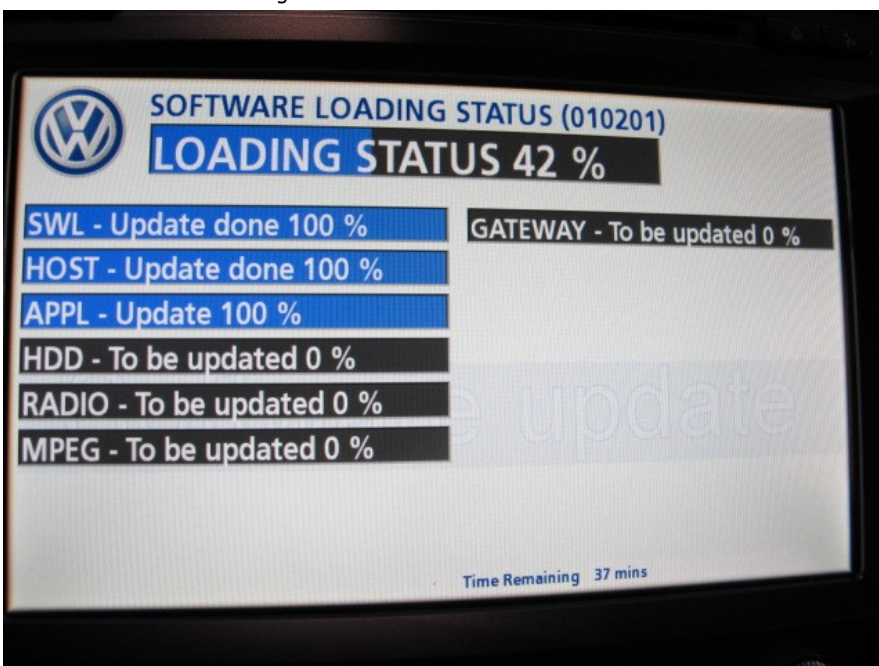 SOFTWARE LOADING STATUS (010201)
LOADING STATUS 42 %
SWL - Update done 100 %
HOST - Update done 100 %
APPL - Update 100 %
HDD - To be updated 0 %
RADIO - To be updated 0 %
MPEG - To be updated 0 %
GATEWAY - To be updated 0 %
update
Time Remaining 37 mins